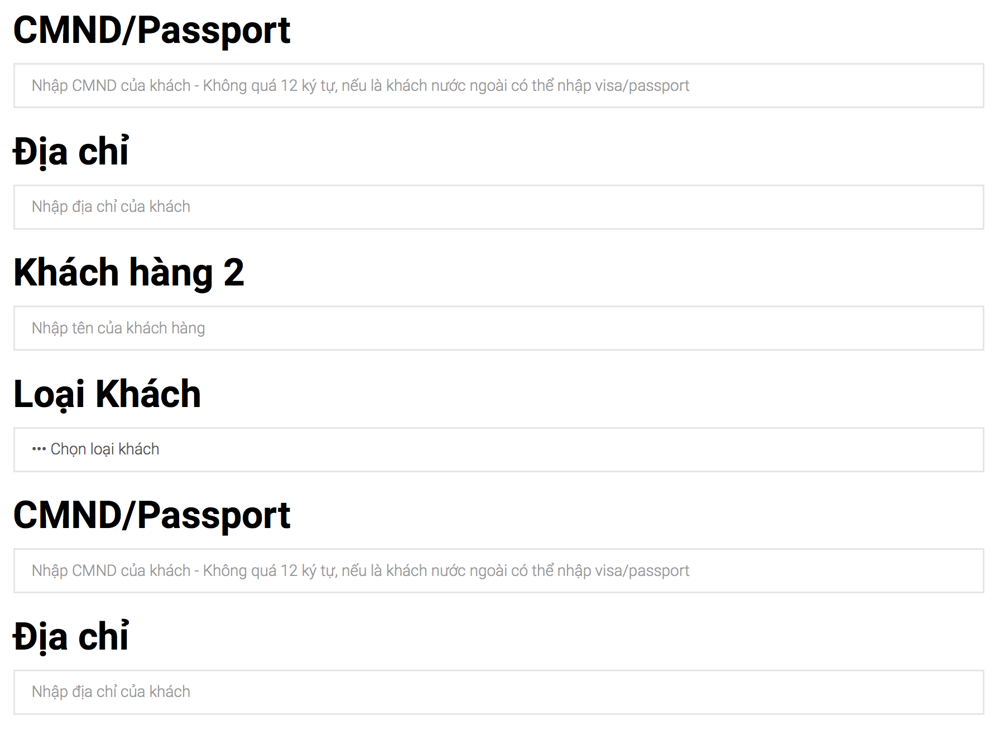 CMND/Passport
Nhập CMND của khách - Không quá 12 ký tự, nếu là khách nước ngoài có thể nhập visa/passport
Địa chỉ
Nhập địa chỉ của khách
Khách hàng 2
Nhập tên của khách hàng
Loại Khách
••• Chọn loại khách
CMND/Passport
Nhập CMND của khách - Không quá 12 ký tự, nếu là khách nước ngoài có thể nhập visa/passport
Địa chỉ
Nhập địa chỉ của khách